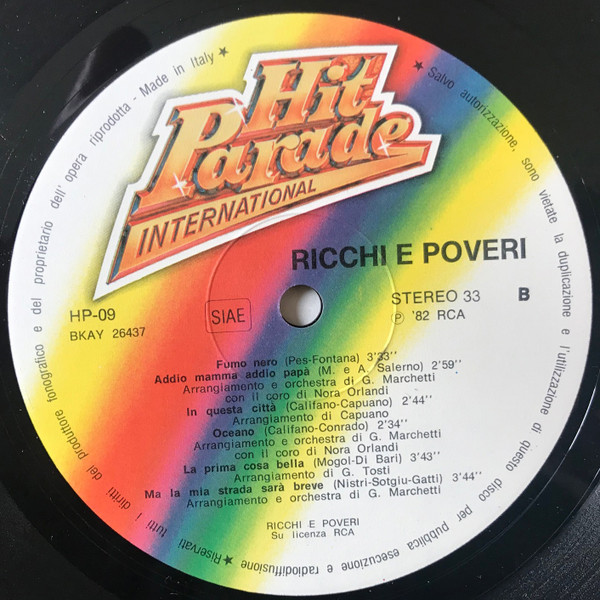 Hit
Parade
INTERNATIONAL
RICCHI E POVERI
HP-09
BKAY 26437
SIAE
STEREO 33 B
℗ '82 RCA
Fumo nero (Pes-Fontana) 3'33''
Addio mamma addio papà (M. e A. Salerno) 2'59''
Arrangiamento e orchestra di G. Marchetti
con il coro di Nora Orlandi
In questa città (Califano-Capuano) 2'44''
Arrangiamento di Capuano
Oceano (Califano-Conrado) 2'34''
Arrangiamento e orchestra di G. Marchetti
con il coro di Nora Orlandi
La prima cosa bella (Mogol-Di Bari) 3'43''
Arrangiamento di G. Tosti
Ma la mia strada sarà breve (Nistri-Sotgiu-Gatti) 3'44''
Arrangiamento e orchestra di G. Marchetti
RICCHI E POVERI
Su licenza RCA
★ Riservati tutti i diritti del produttore fonografico e del proprietario dell'opera riprodotta - Made in Italy ★
Salvo autorizzazione, sono vietate la duplicazione e l'utilizzazione di questo disco per pubblica esecuzione e radiodiffusione